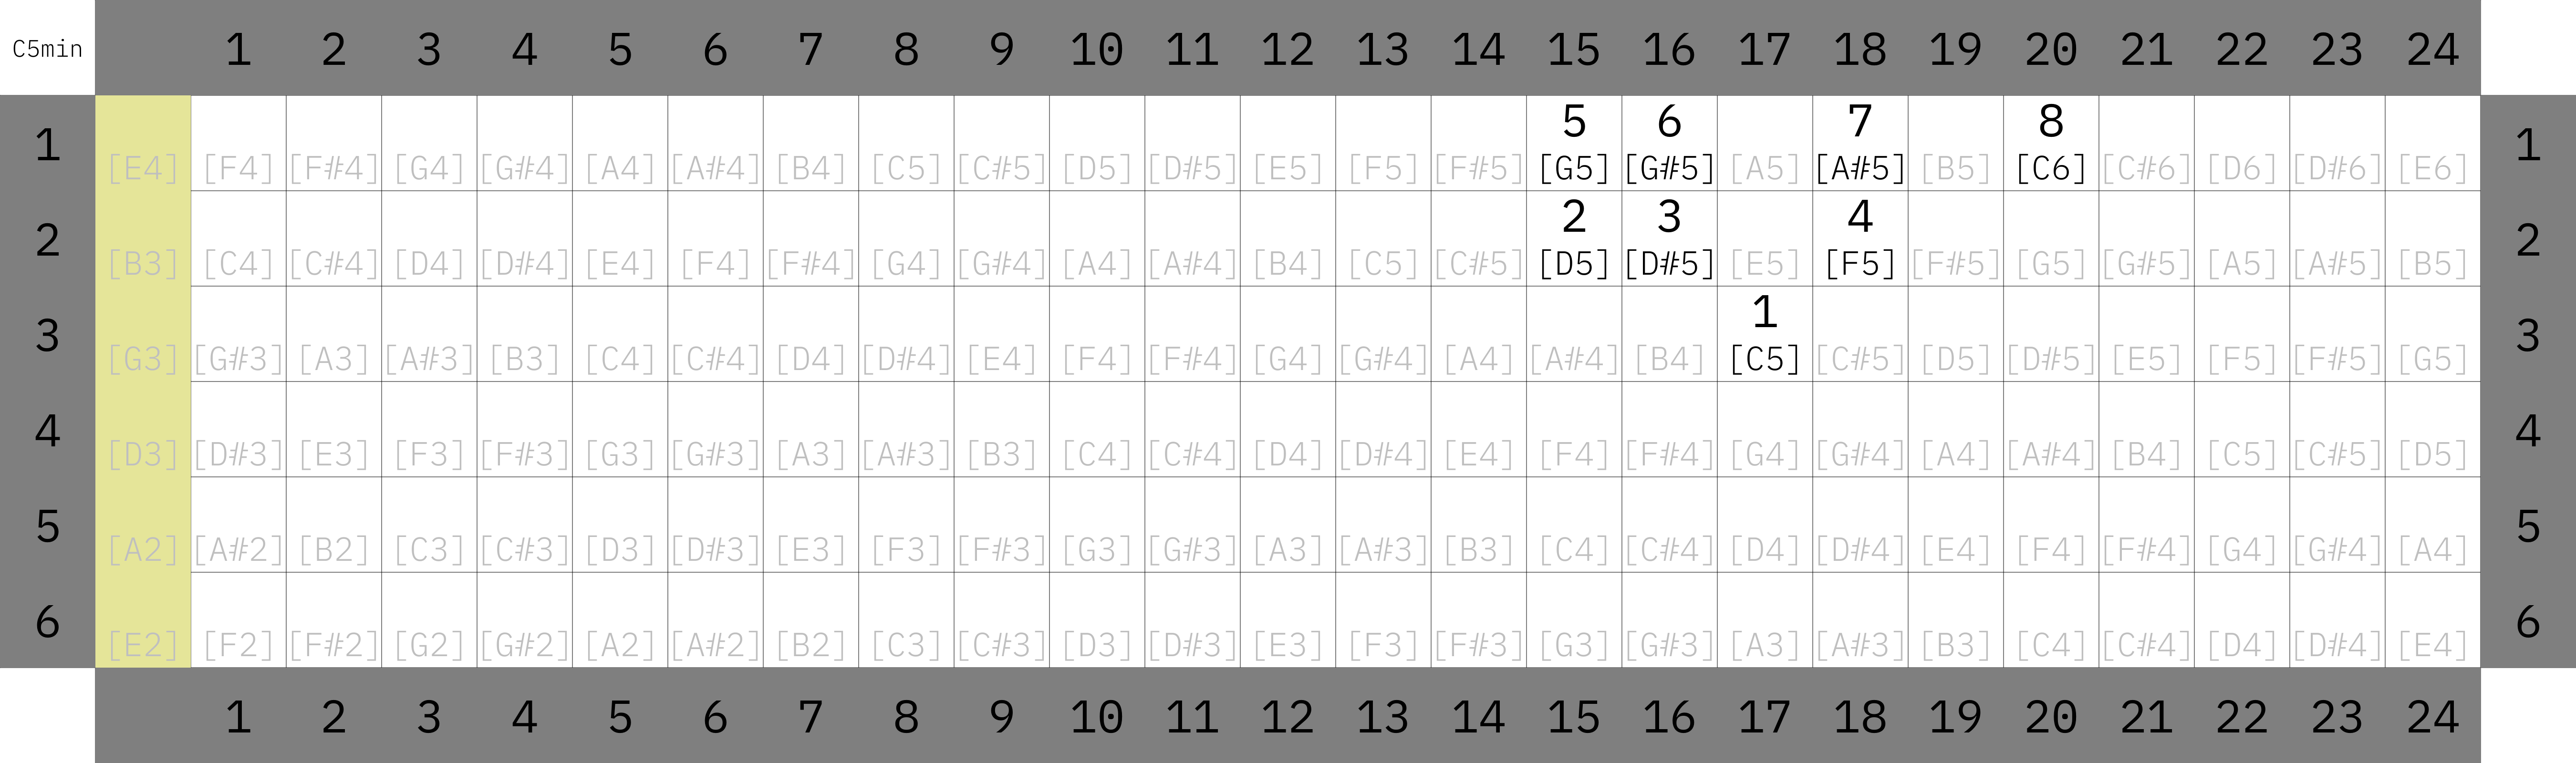 C5min 1 2 3 4 5 6 7 8 9 10 11 12 13 14 15 16 17 18 19 20 21 22 23 24
5 6 7 8
1 [E4] [F4] [F#4] [G4] [G#4] [A4] [A#4] [B4] [C5] [C#5] [D5] [D#5] [E5] [F5] [F#5] [G5] [G#5] [A5] [A#5] [B5] [C6] [C#6] [D6] [D#6] [E6] 1
2 3 4
2 [B3] [C4] [C#4] [D4] [D#4] [E4] [F4] [F#4] [G4] [G#4] [A4] [A#4] [B4] [C5] [C#5] [D5] [D#5] [E5] [F5] [F#5] [G5] [G#5] [A5] [A#5] [B5] 2
1
3 [G3] [G#3] [A3] [A#3] [B3] [C4] [C#4] [D4] [D#4] [E4] [F4] [F#4] [G4] [G#4] [A4] [A#4] [B4] [C5] [C#5] [D5] [D#5] [E5] [F5] [F#5] [G5] 3
4 [D3] [D#3] [E3] [F3] [F#3] [G3] [G#3] [A3] [A#3] [B3] [C4] [C#4] [D4] [D#4] [E4] [F4] [F#4] [G4] [G#4] [A4] [A#4] [B4] [C5] [C#5] [D5] 4
5 [A2] [A#2] [B2] [C3] [C#3] [D3] [D#3] [E3] [F3] [F#3] [G3] [G#3] [A3] [A#3] [B3] [C4] [C#4] [D4] [D#4] [E4] [F4] [F#4] [G4] [G#4] [A4] 5
6 [E2] [F2] [F#2] [G2] [G#2] [A2] [A#2] [B2] [C3] [C#3] [D3] [D#3] [E3] [F3] [F#3] [G3] [G#3] [A3] [A#3] [B3] [C4] [C#4] [D4] [D#4] [E4] 6
1 2 3 4 5 6 7 8 9 10 11 12 13 14 15 16 17 18 19 20 21 22 23 24